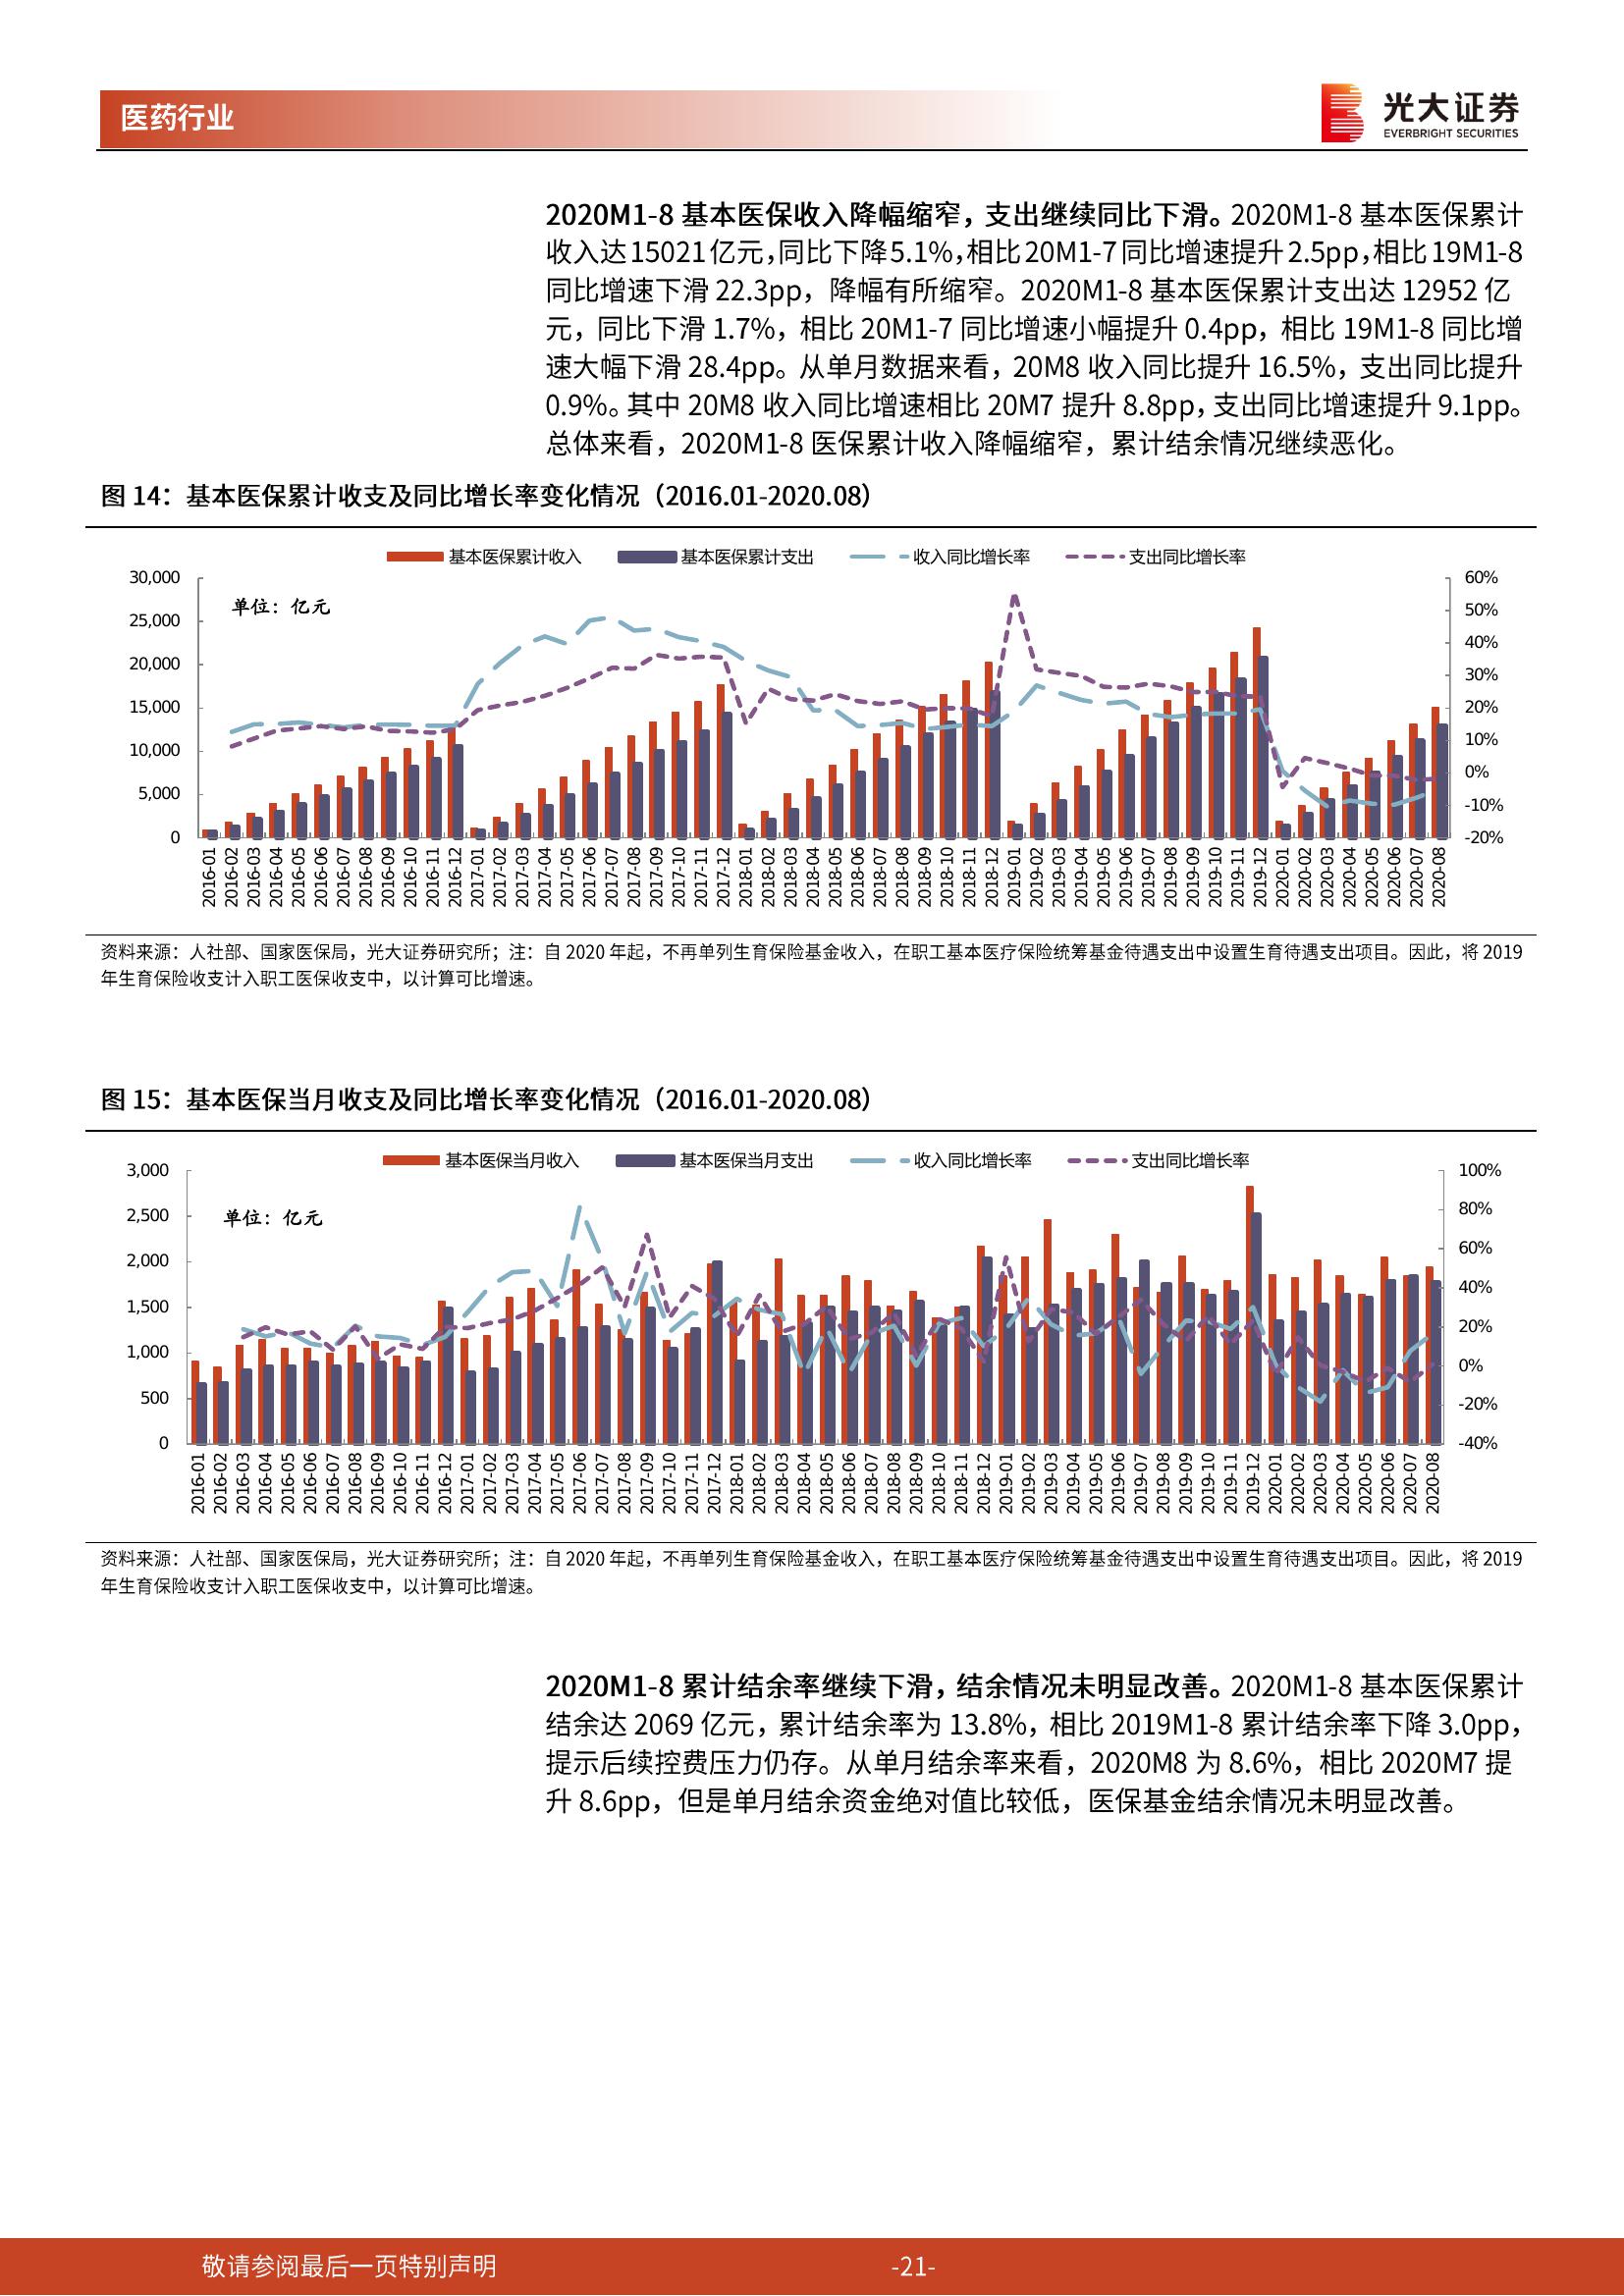 医药行业
光大证券
EVERBRIGHT SECURITIES
2020M1-8 基本医保收入降幅缩窄，支出继续同比下滑。2020M1-8 基本医保累计
收入达 15021 亿元，同比下降 5.1%，相比 20M1-7 同比增速提升 2.5pp，相比 19M1-8
同比增速下滑 22.3pp，降幅有所缩窄。2020M1-8 基本医保累计支出达 12952 亿
元，同比下滑 1.7%，相比 20M1-7 同比增速小幅提升 0.4pp，相比 19M1-8 同比增
速大幅下滑 28.4pp。从单月数据来看，20M8 收入同比提升 16.5%，支出同比提升
0.9%。其中 20M8 收入同比增速相比 20M7 提升 8.8pp，支出同比增速提升 9.1pp。
总体来看，2020M1-8 医保累计收入降幅缩窄，累计结余情况继续恶化。
图 14：基本医保累计收支及同比增长率变化情况（2016.01-2020.08）
基本医保累计收入 基本医保累计支出 收入同比增长率 支出同比增长率
单位：亿元
30,000
25,000
20,000
15,000
10,000
5,000
0
60%
50%
40%
30%
20%
10%
0%
-10%
-20%
2016-01 2016-02 2016-03 2016-04 2016-05 2016-06 2016-07 2016-08 2016-09 2016-10 2016-11 2016-12 2017-01 2017-02 2017-03 2017-04 2017-05 2017-06 2017-07 2017-08 2017-09 2017-10 2017-11 2017-12 2018-01 2018-02 2018-03 2018-04 2018-05 2018-06 2018-07 2018-08 2018-09 2018-10 2018-11 2018-12 2019-01 2019-02 2019-03 2019-04 2019-05 2019-06 2019-07 2019-08 2019-09 2019-10 2019-11 2019-12 2020-01 2020-02 2020-03 2020-04 2020-05 2020-06 2020-07 2020-08
资料来源：人社部、国家医保局，光大证券研究所；注：自 2020 年起，不再单列生育保险基金收入，在职工基本医疗保险统筹基金待遇支出中设置生育待遇支出项目。因此，将 2019
年生育保险收支计入职工医保收支中，以计算可比增速。
图 15：基本医保当月收支及同比增长率变化情况（2016.01-2020.08）
基本医保当月收入 基本医保当月支出 收入同比增长率 支出同比增长率
单位：亿元
3,000
2,500
2,000
1,500
1,000
500
0
100%
80%
60%
40%
20%
0%
-20%
-40%
2016-01 2016-02 2016-03 2016-04 2016-05 2016-06 2016-07 2016-08 2016-09 2016-10 2016-11 2016-12 2017-01 2017-02 2017-03 2017-04 2017-05 2017-06 2017-07 2017-08 2017-09 2017-10 2017-11 2017-12 2018-01 2018-02 2018-03 2018-04 2018-05 2018-06 2018-07 2018-08 2018-09 2018-10 2018-11 2018-12 2019-01 2019-02 2019-03 2019-04 2019-05 2019-06 2019-07 2019-08 2019-09 2019-10 2019-11 2019-12 2020-01 2020-02 2020-03 2020-04 2020-05 2020-06 2020-07 2020-08
资料来源：人社部、国家医保局，光大证券研究所；注：自 2020 年起，不再单列生育保险基金收入，在职工基本医疗保险统筹基金待遇支出中设置生育待遇支出项目。因此，将 2019
年生育保险收支计入职工医保收支中，以计算可比增速。
2020M1-8 累计结余率继续下滑，结余情况未明显改善。2020M1-8 基本医保累计
结余达 2069 亿元，累计结余率为 13.8%，相比 2019M1-8 累计结余率下降 3.0pp，
提示后续控费压力仍存。从单月结余率来看，2020M8 为 8.6%，相比 2020M7 提
升 8.6pp，但是单月结余资金绝对值比较低，医保基金结余情况未明显改善。
敬请参阅最后一页特别声明
-21-